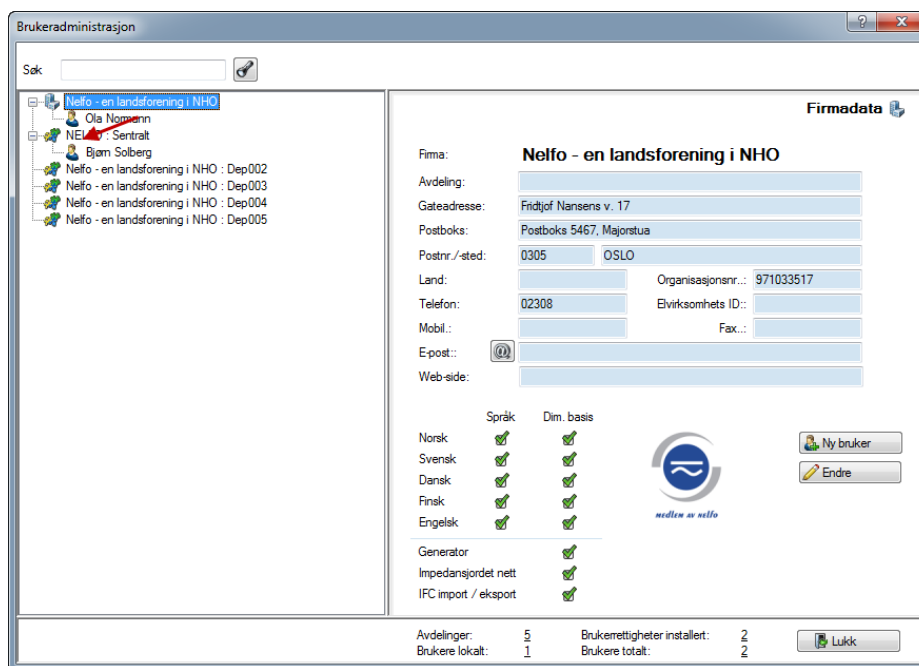 Brukeradministrasjon
Søk
Nelfo - en landsforening i NHO
Ola Normann
: Sentralt
Bjørn Solberg
Nelfo - en landsforening i NHO : Dep002
Nelfo - en landsforening i NHO : Dep003
Nelfo - en landsforening i NHO : Dep004
Nelfo - en landsforening i NHO : Dep005
Firmadata
Firma: Nelfo - en landsforening i NHO
Avdeling:
Gateadresse: Fridtjof Nansens v. 17
Postboks: Postboks 5467, Majorstua
Postnr./-sted: 0305 OSLO
Land: Organisasjonsnr..: 971033517
Telefon: 02308 Elvirksomhets ID::
Mobil.: Fax..:
E-post::
Web-side:
Språk Dim. basis
Norsk
Svensk
Dansk
Finsk
Engelsk
Generator
Impedansjordet nett
IFC import / eksport
medlem av nelfo
Ny bruker
Endre
Avdelinger: 5 Brukerrettigheter installert: 2
Brukere lokalt: 1 Brukere totalt: 2
Lukk